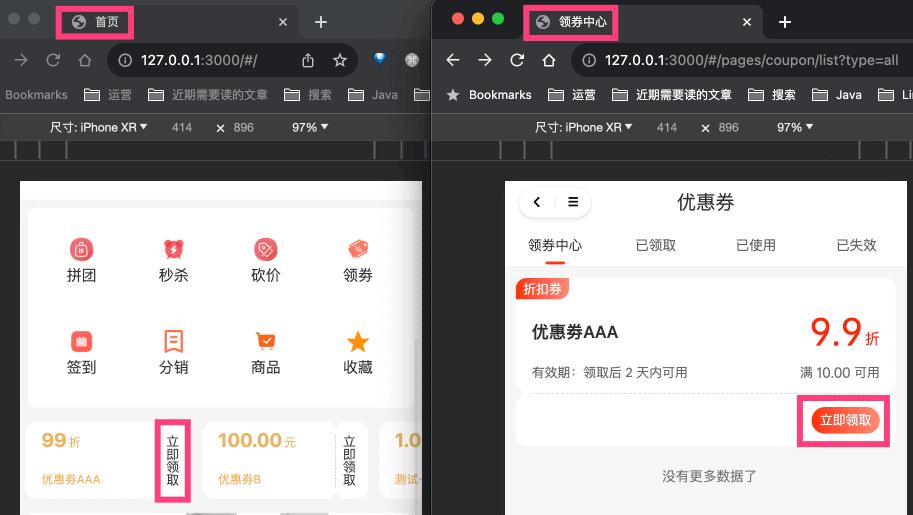 首页
127.0.0.1:3000/#/
Bookmarks 运营 近期需要读的文章 搜索 Java
尺寸: iPhone XR 414 × 896 97%
拼团 秒杀 砍价 领券
签到 分销 商品 收藏
99折
优惠券AAA
立即领取
100.00元
优惠券B
立即领取
1.0
测试
领券中心
127.0.0.1:3000/#/pages/coupon/list?type=all
Bookmarks 运营 近期需要读的文章 搜索 Java Li
尺寸: iPhone XR 414 × 896 97%
优惠券
领券中心 已领取 已使用 已失效
折扣券
优惠券AAA
9.9折
有效期：领取后 2 天内可用
满 10.00 可用
立即领取
没有更多数据了